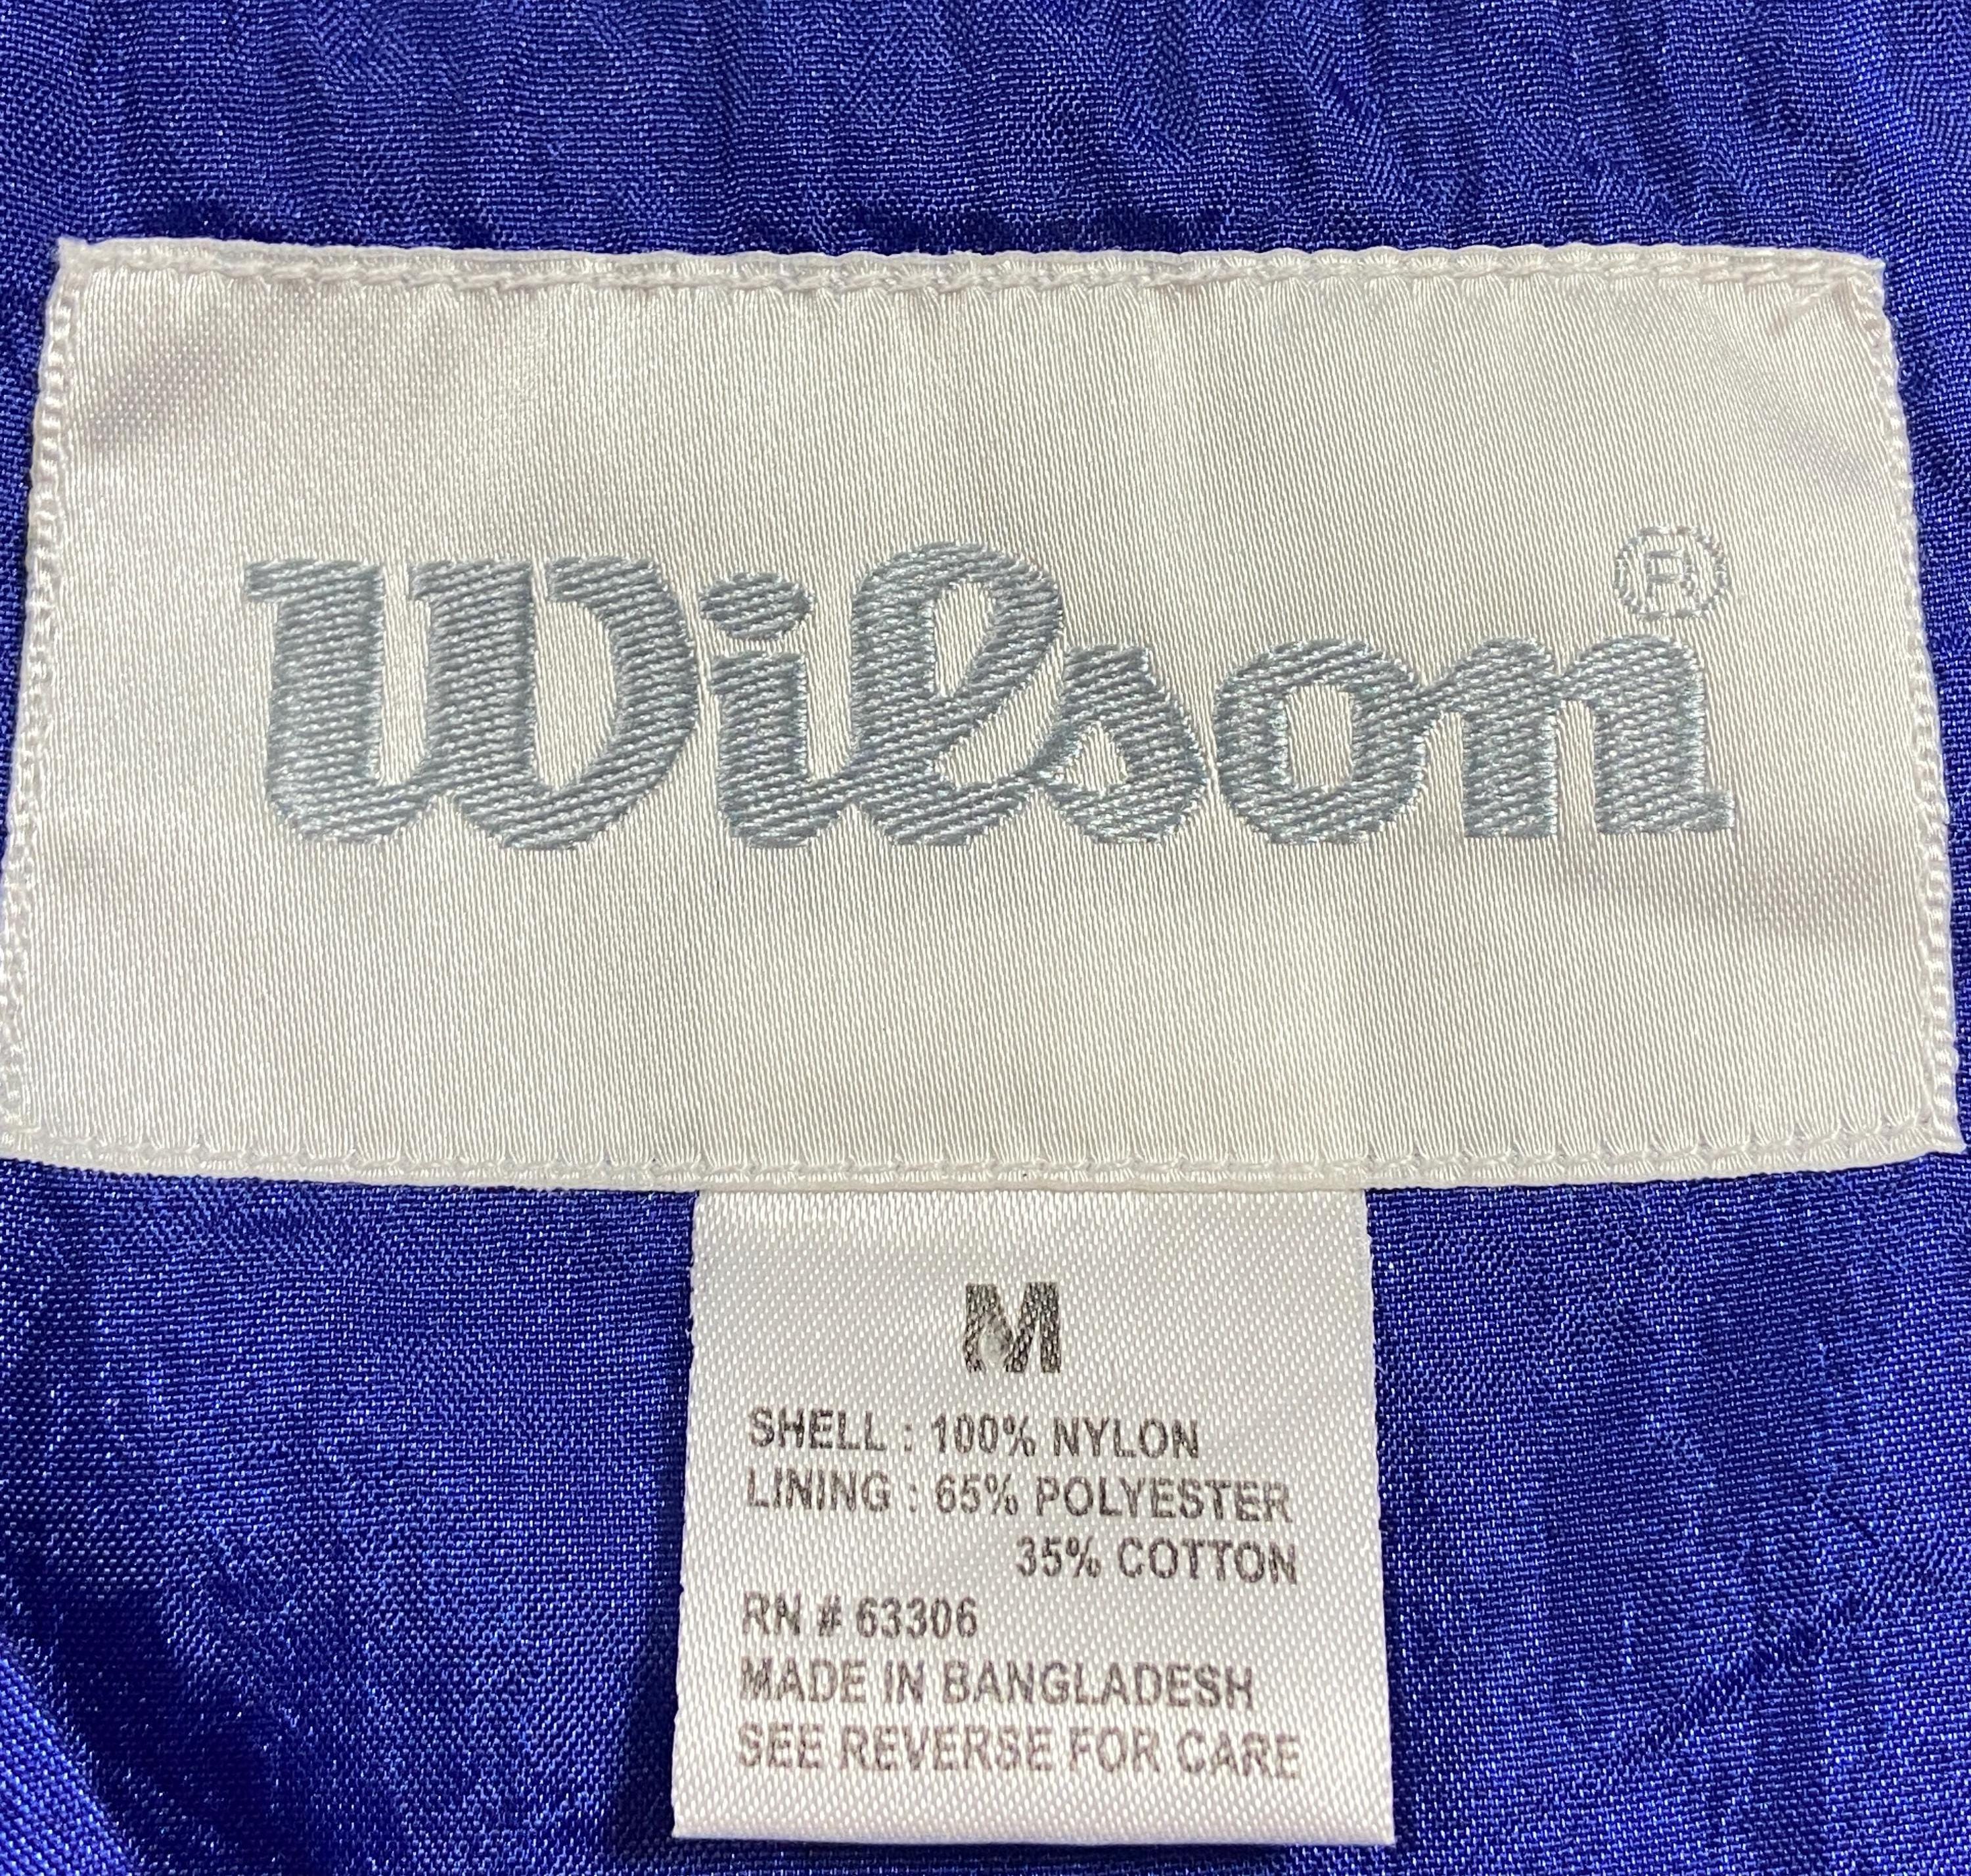 Wilson®
M
SHELL : 100% NYLON
LINING : 65% POLYESTER
35% COTTON
RN # 63306
MADE IN BANGLADESH
SEE REVERSE FOR CARE